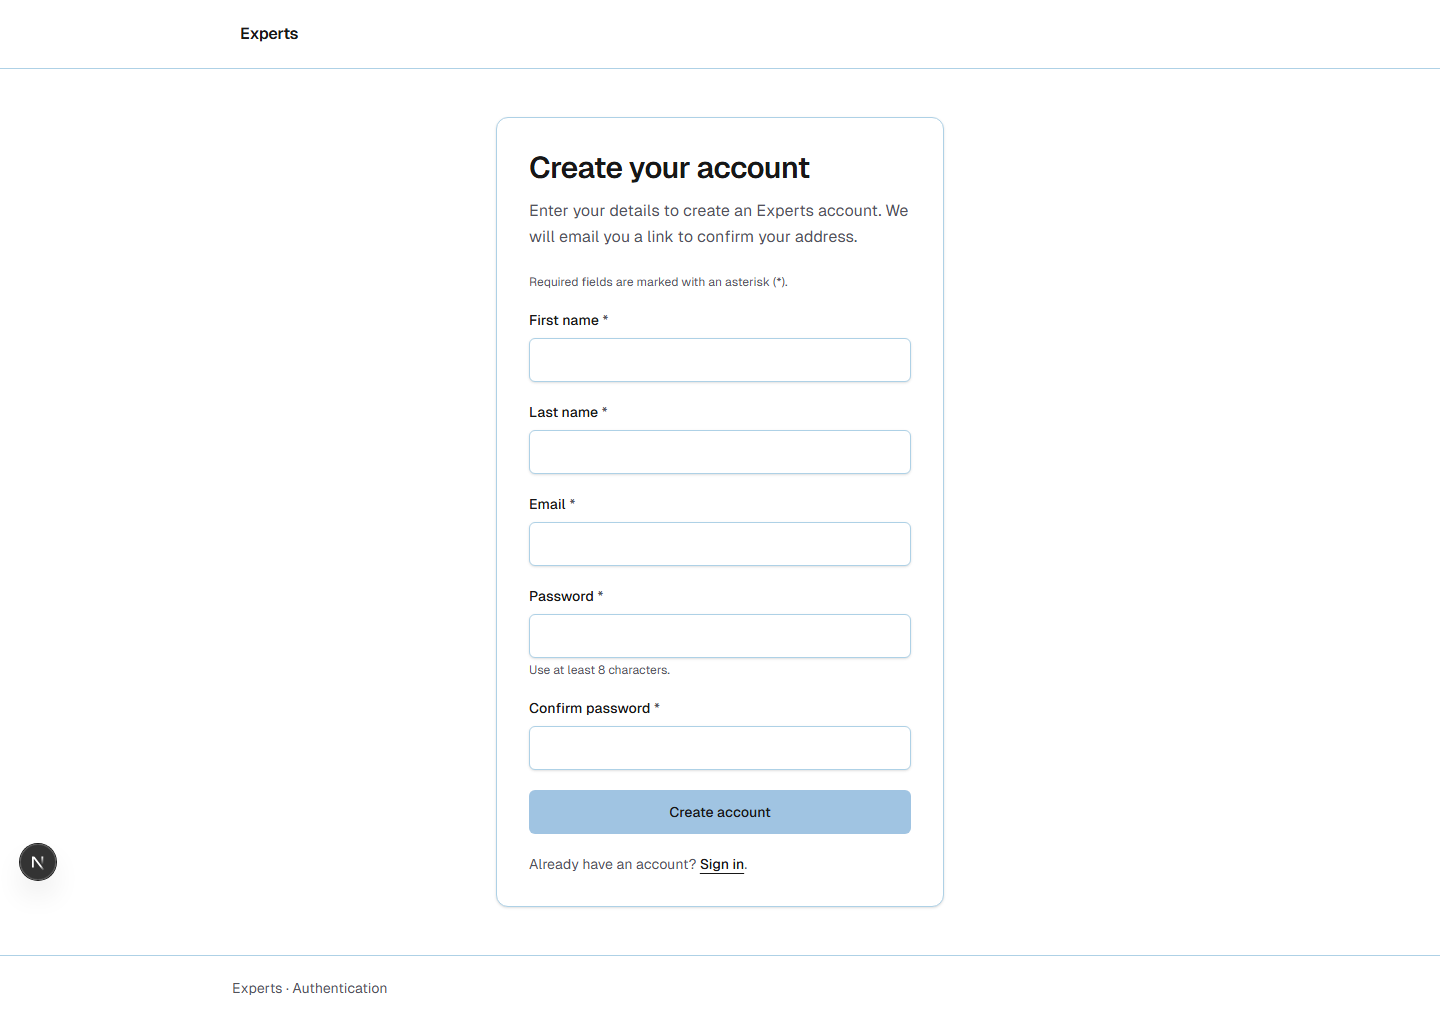 Experts
Create your account
Enter your details to create an Experts account. We
will email you a link to confirm your address.
Required fields are marked with an asterisk (*).
First name *
Last name *
Email *
Password *
Use at least 8 characters.
Confirm password *
Create account
Already have an account? Sign in.
N
Experts · Authentication